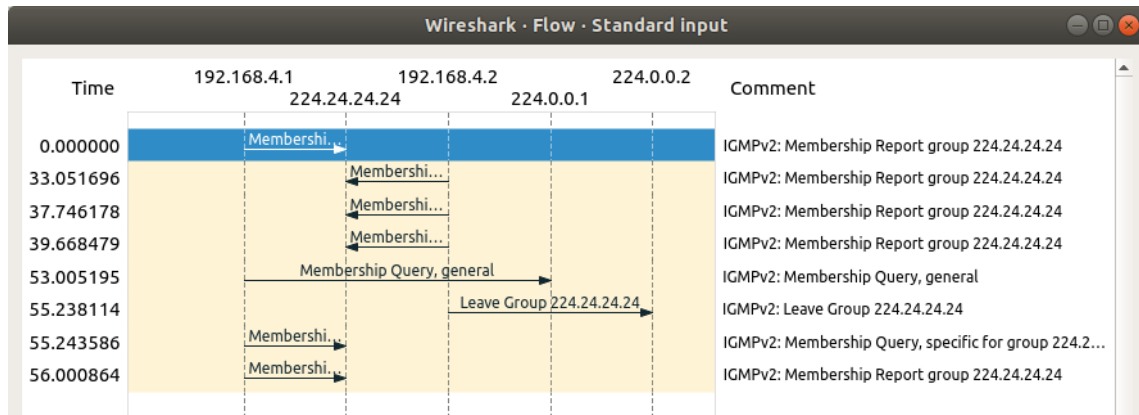 Wireshark · Flow · Standard input
192.168.4.1 192.168.4.2 224.0.0.2
Time Comment
224.24.24.24 224.0.0.1
0.000000 Membershi… IGMPv2: Membership Report group 224.24.24.24
33.051696 Membershi… IGMPv2: Membership Report group 224.24.24.24
37.746178 Membershi… IGMPv2: Membership Report group 224.24.24.24
39.668479 Membershi… IGMPv2: Membership Report group 224.24.24.24
53.005195 Membership Query, general IGMPv2: Membership Query, general
55.238114 Leave Group 224.24.24.24 IGMPv2: Leave Group 224.24.24.24
55.243586 Membershi… IGMPv2: Membership Query, specific for group 224.2…
56.000864 Membershi… IGMPv2: Membership Report group 224.24.24.24